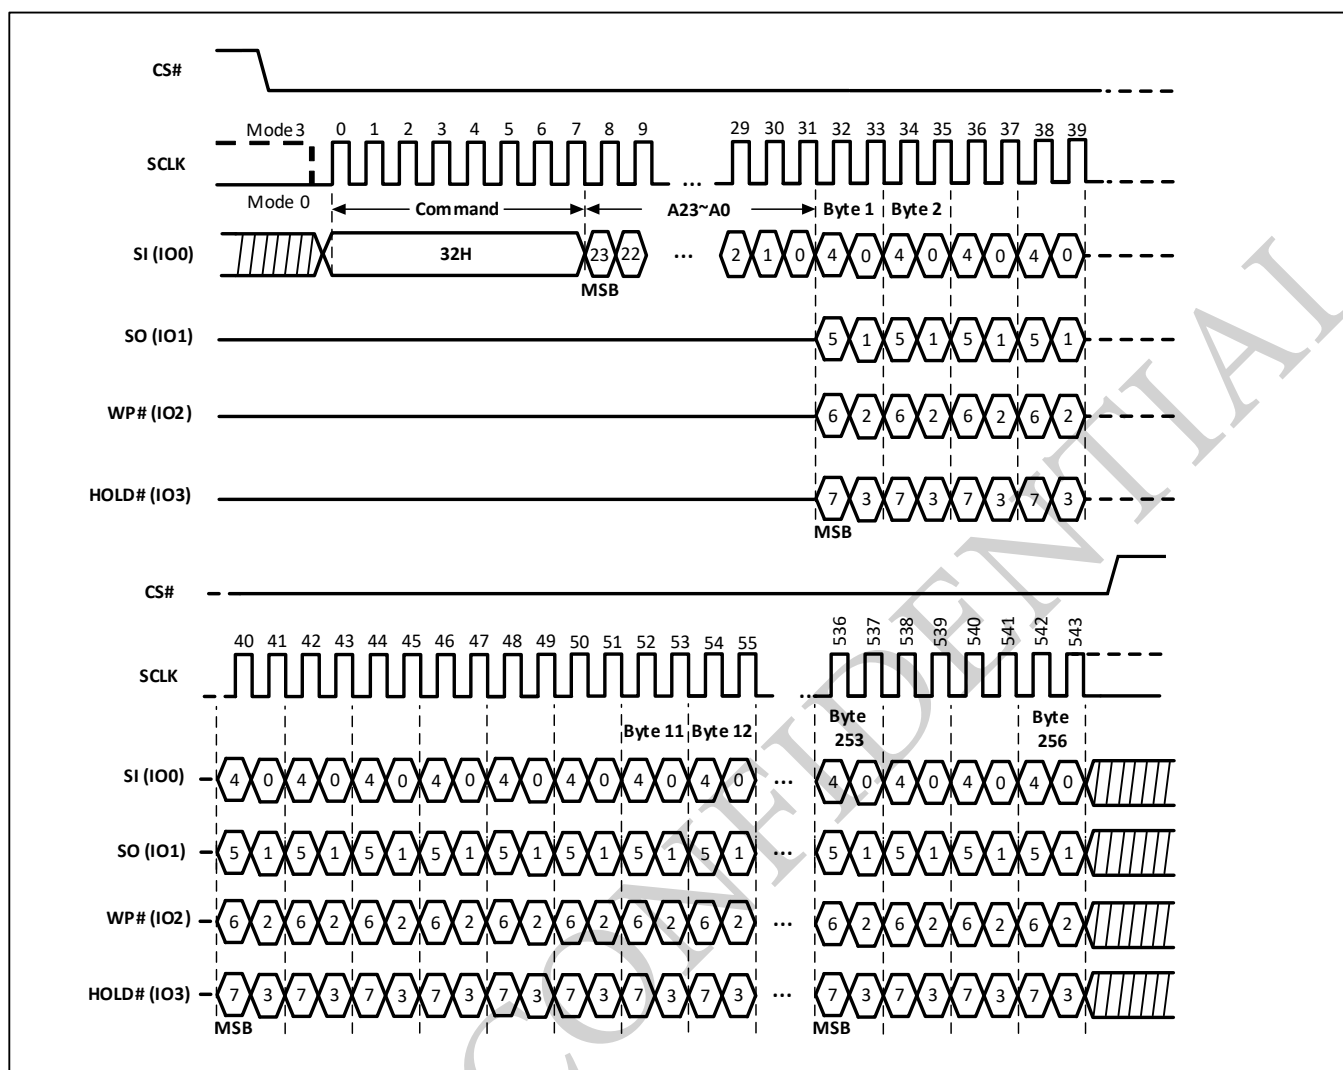 CS#
Mode 3 0 1 2 3 4 5 6 7 8 9 29 30 31 32 33 34 35 36 37 38 39
SCLK ...
Mode 0 Command A23~A0 Byte 1 Byte 2
SI (IO0) 32H 23 22 ... 2 1 0 4 0 4 0 4 0 4 0
MSB
SO (IO1) 5 1 5 1 5 1 5 1
WP# (IO2) 6 2 6 2 6 2 6 2
HOLD# (IO3) 7 3 7 3 7 3 7 3
MSB
CS#
40 41 42 43 44 45 46 47 48 49 50 51 52 53 54 55 536 537 538 539 540 541 542 543
SCLK ...
Byte 11 Byte 12 Byte 253 Byte 256
SI (IO0) 4 0 4 0 4 0 4 0 4 0 4 0 4 0 4 0 ... 4 0 4 0 4 0 4 0
SO (IO1) 5 1 5 1 5 1 5 1 5 1 5 1 5 1 5 1 ... 5 1 5 1 5 1 5 1
WP# (IO2) 6 2 6 2 6 2 6 2 6 2 6 2 6 2 6 2 ... 6 2 6 2 6 2 6 2
HOLD# (IO3) 7 3 7 3 7 3 7 3 7 3 7 3 7 3 7 3 ... 7 3 7 3 7 3 7 3
MSB MSB
CONFIDENTIAL